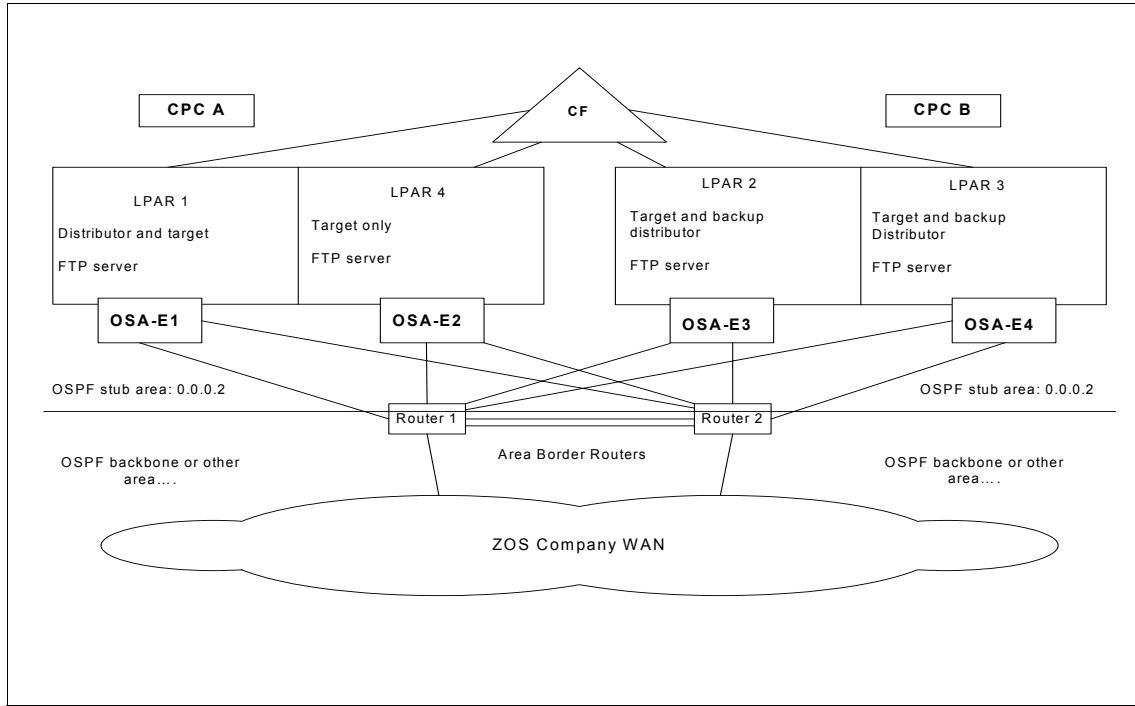 CPC A
CF
CPC B
LPAR 1
Distributor and target
FTP server
LPAR 4
Target only
FTP server
LPAR 2
Target and backup
distributor
FTP server
LPAR 3
Target and backup
Distributor
FTP server
OSA-E1
OSA-E2
OSA-E3
OSA-E4
OSPF stub area: 0.0.0.2
OSPF stub area: 0.0.0.2
Router 1
Router 2
Area Border Routers
OSPF backbone or other
area....
OSPF backbone or other
area....
ZOS Company WAN